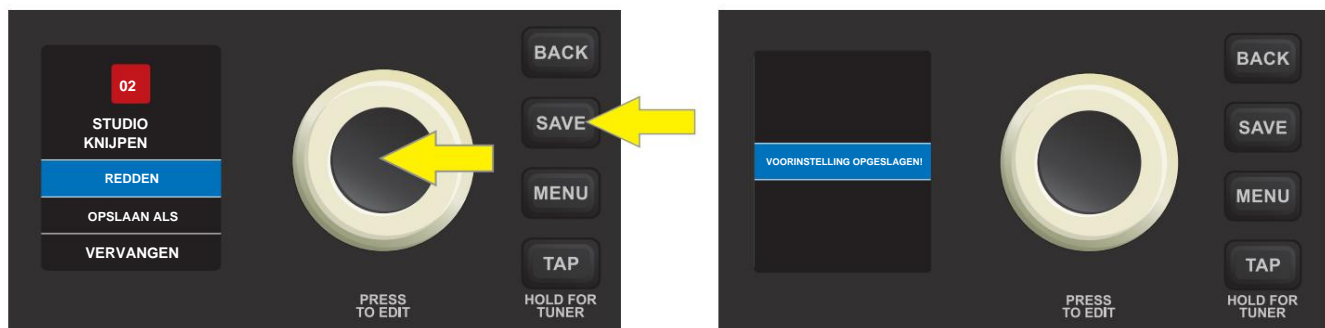 02
STUDIO
KNIJPEN
REDDEN
OPSLAAN ALS
VERVANGEN
PRESS
TO EDIT
BACK
SAVE
MENU
TAP
HOLD FOR
TUNER
VOORINSTELLING OPGESLAGEN!
PRESS
TO EDIT
BACK
SAVE
MENU
TAP
HOLD FOR
TUNER